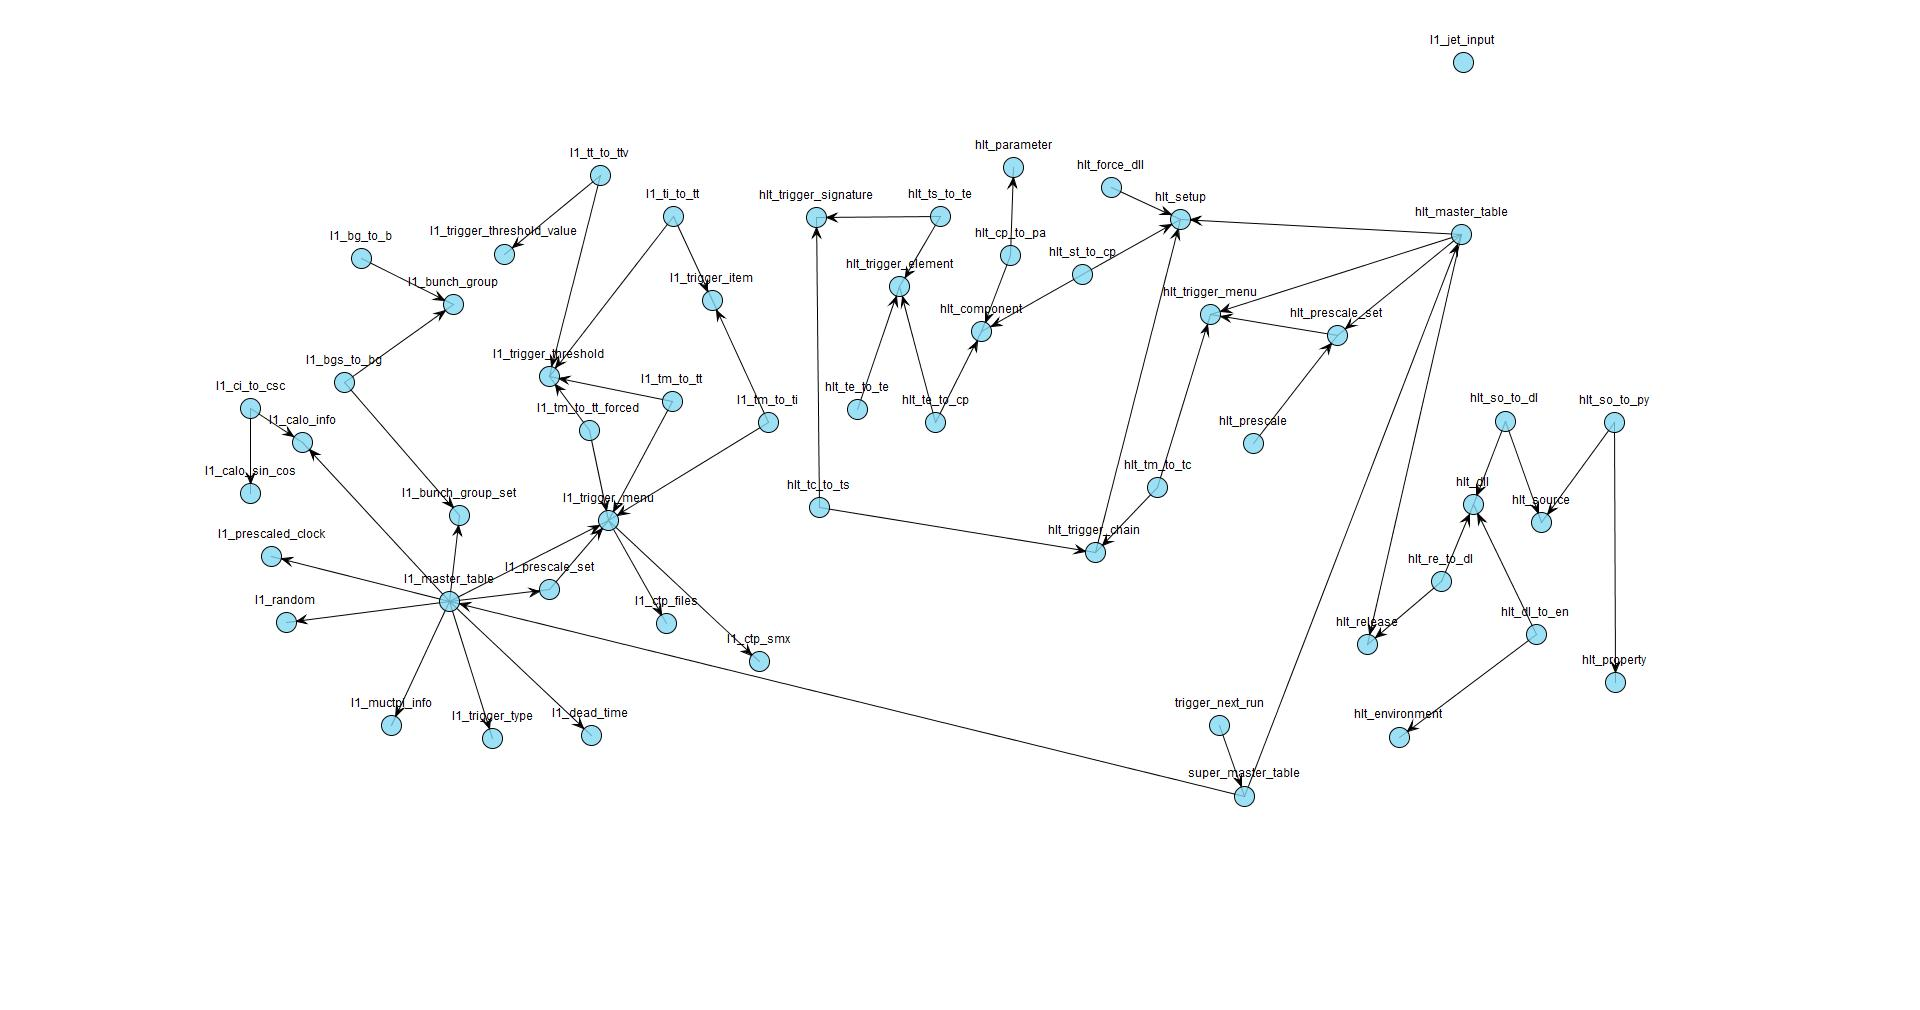 l1_jet_input
hlt_parameter
l1_tt_to_ttv
hlt_force_dll
l1_ti_to_tt
hlt_trigger_signature
hlt_ts_to_te
hlt_setup
hlt_master_table
l1_bg_to_b
l1_trigger_threshold_value
hlt_cp_to_pa
hlt_st_to_cp
hlt_trigger_element
l1_bunch_group
l1_trigger_item
hlt_trigger_menu
hlt_component
hlt_prescale_set
l1_bgs_to_bg
l1_trigger_threshold
l1_ci_to_csc
l1_tm_to_tt
hlt_te_to_te
l1_tm_to_tt_forced
l1_tm_to_ti
hlt_te_to_cp
hlt_so_to_dl
hlt_so_to_py
l1_calo_info
hlt_prescale
l1_calo_sin_cos
hlt_tm_to_tc
hlt_tc_to_ts
hlt_dll
l1_bunch_group_set
l1_trigger_menu
hlt_source
l1_prescaled_clock
hlt_trigger_chain
l1_master_table
l1_prescale_set
hlt_re_to_dl
l1_random
l1_ctp_files
hlt_dl_to_en
hlt_release
l1_ctp_smx
hlt_property
l1_muctpi_info
l1_trigger_type
l1_dead_time
trigger_next_run
hlt_environment
super_master_table